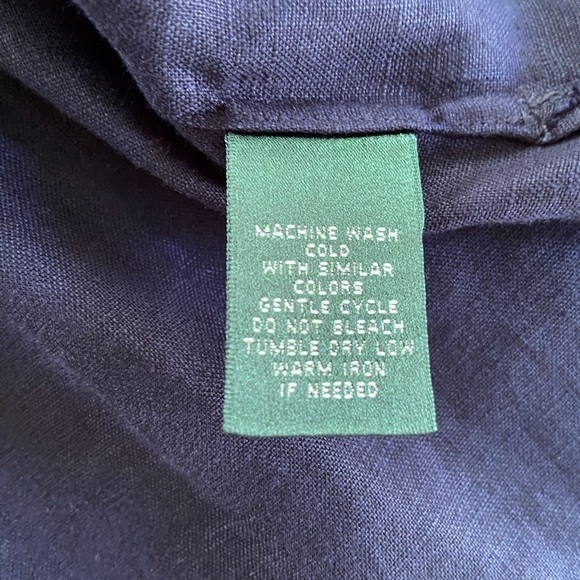 MACHINE WASH
COLD
WITH SIMILAR
COLORS
GENTLE CYCLE
DO NOT BLEACH
TUMBLE DRY LOW
WARM IRON
IF NEEDED